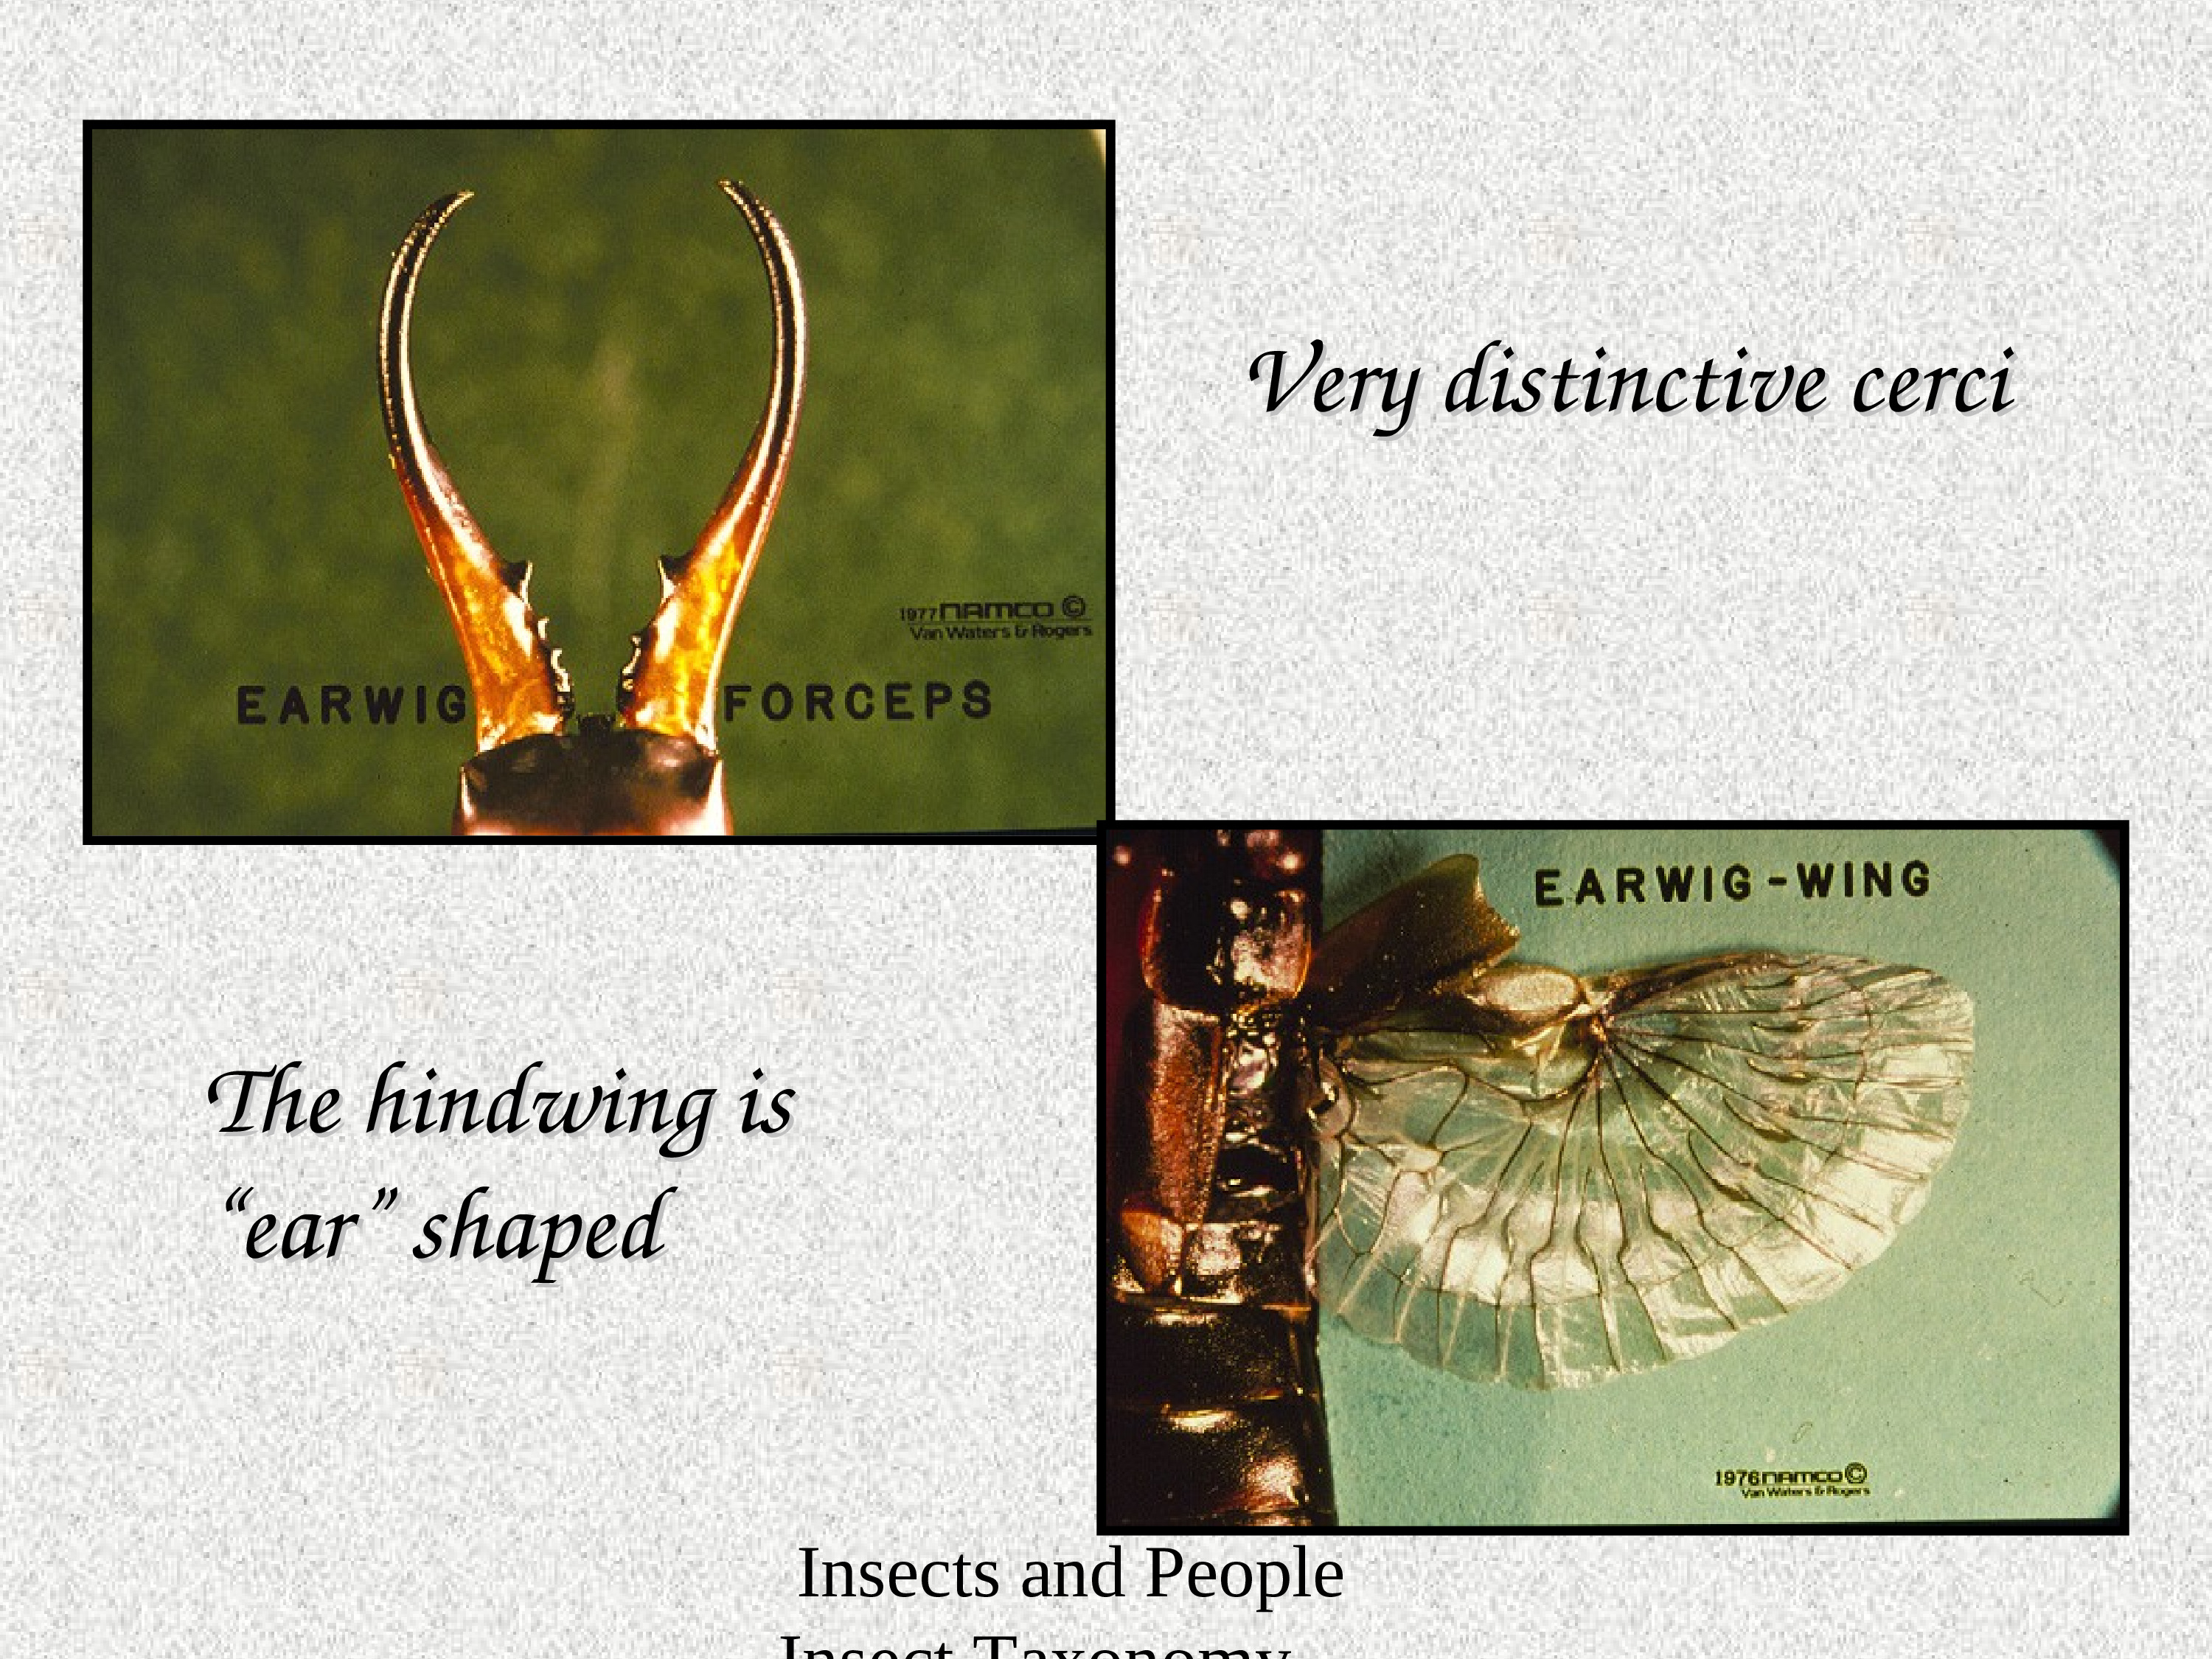 Very distinctive cerci
1977 NAMCO ©
Van Waters & Rogers
EARWIG FORCEPS
EARWIG-WING
The hindwing is
“ear” shaped
1976 NAMCO ©
Van Waters & Rogers
Insects and People
Insect Taxonomy